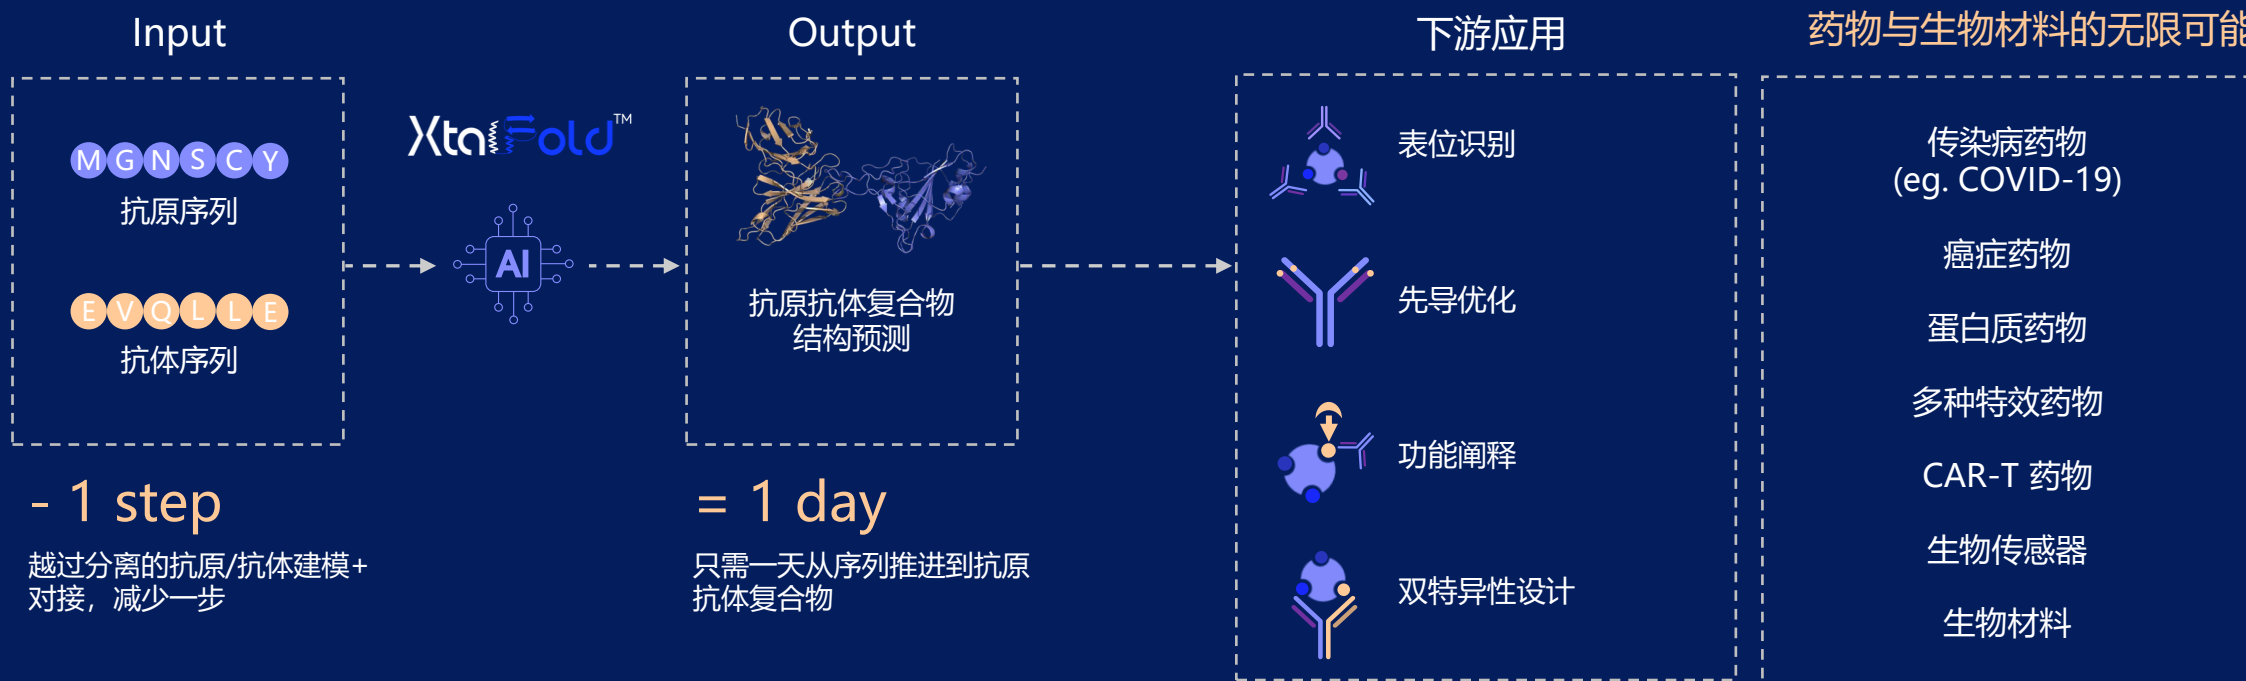 Input
MGNSCY
抗原序列
EVQLLE
抗体序列
- 1 step
越过分离的抗原/抗体建模+
对接，减少一步
XtalFold™
AI
Output
抗原抗体复合物
结构预测
= 1 day
只需一天从序列推进到抗原
抗体复合物
下游应用
表位识别
先导优化
功能阐释
双特异性设计
药物与生物材料的无限可能
传染病药物
(eg. COVID-19)
癌症药物
蛋白质药物
多种特效药物
CAR-T 药物
生物传感器
生物材料